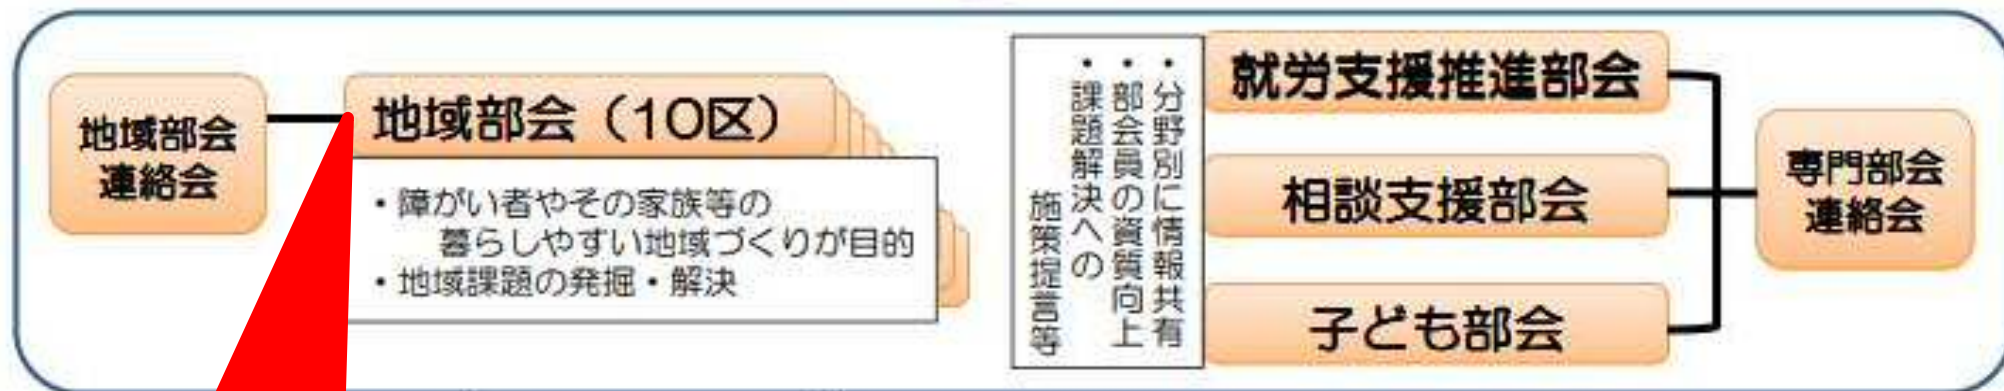 地域部会
連絡会
地域部会（10区）
・障がい者やその家族等の
暮らしやすい地域づくりが目的
・地域課題の発掘・解決
・分野別に情報共有
・部会員の資質向上
・課題解決への
施策提言等
就労支援推進部会
相談支援部会
子ども部会
専門部会
連絡会